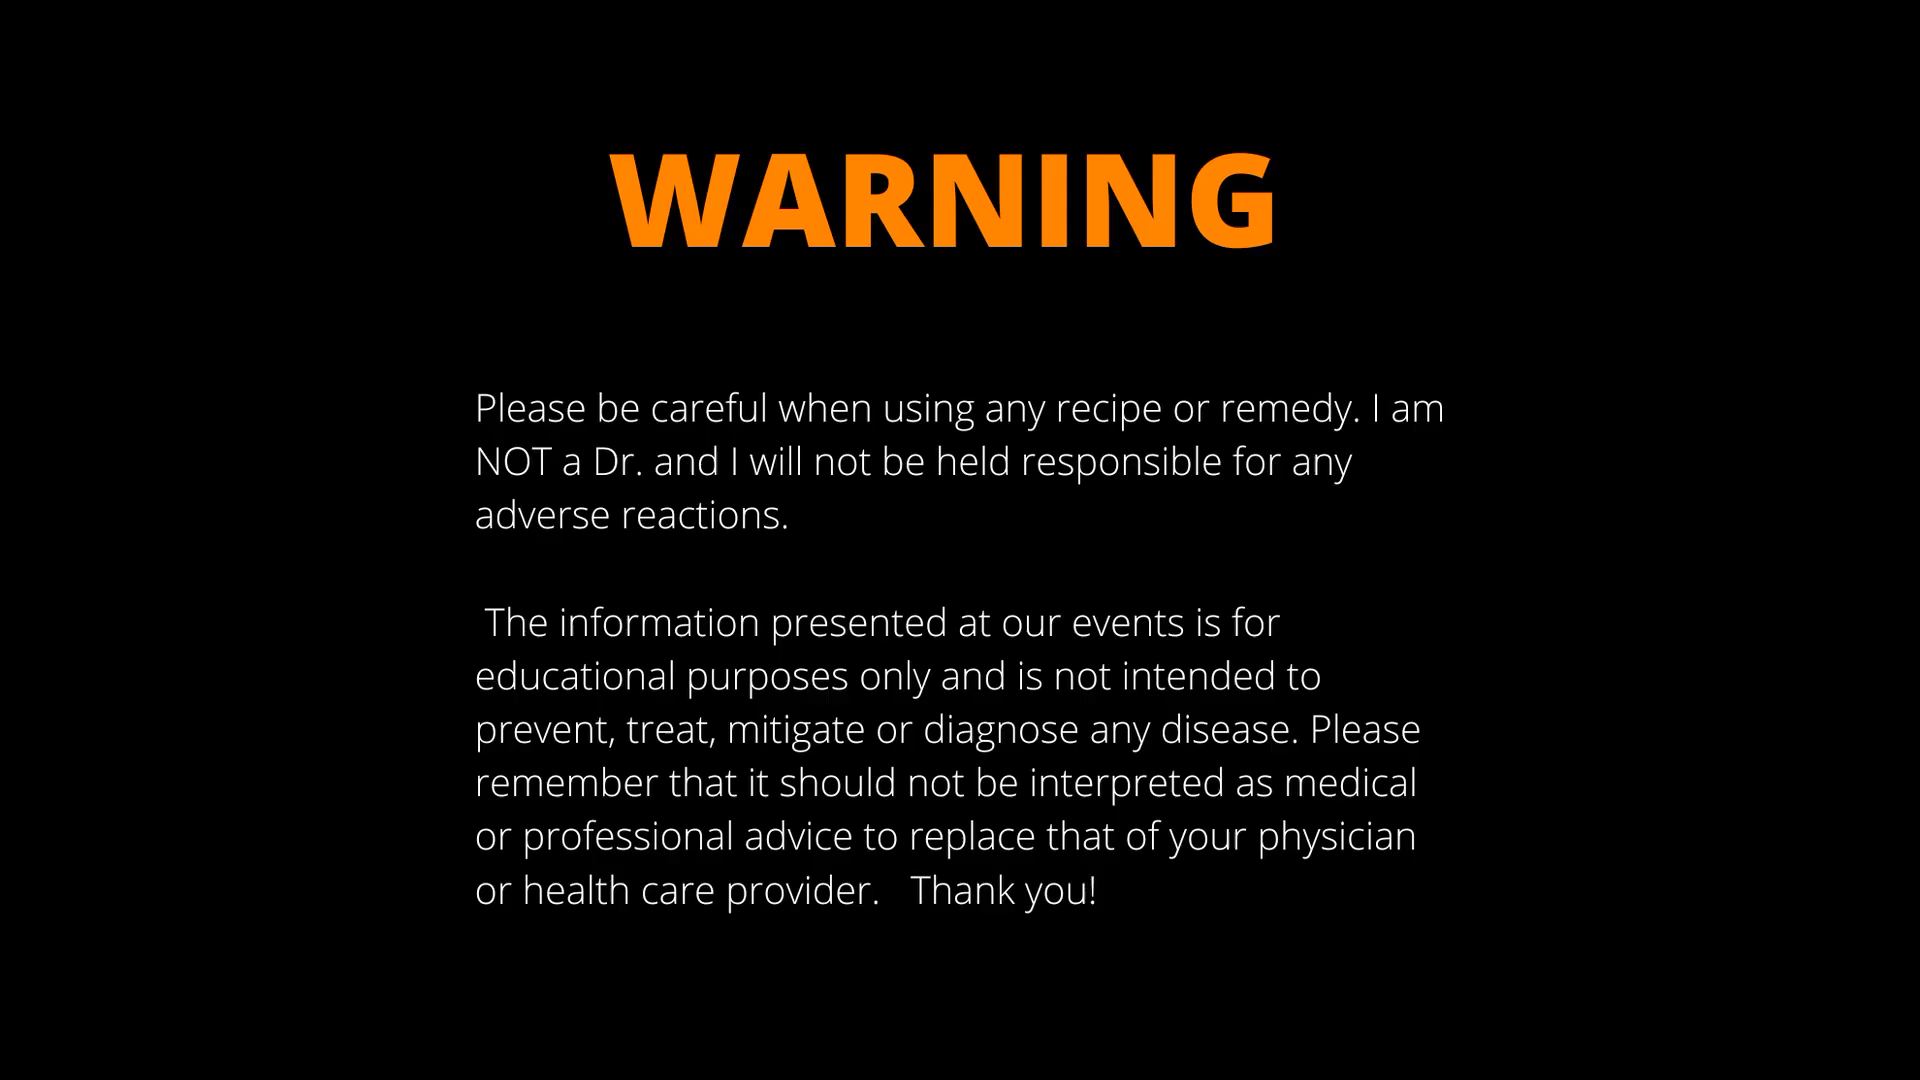 WARNING
Please be careful when using any recipe or remedy. I am
NOT a Dr. and I will not be held responsible for any
adverse reactions.
The information presented at our events is for
educational purposes only and is not intended to
prevent, treat, mitigate or diagnose any disease. Please
remember that it should not be interpreted as medical
or professional advice to replace that of your physician
or health care provider.   Thank you!